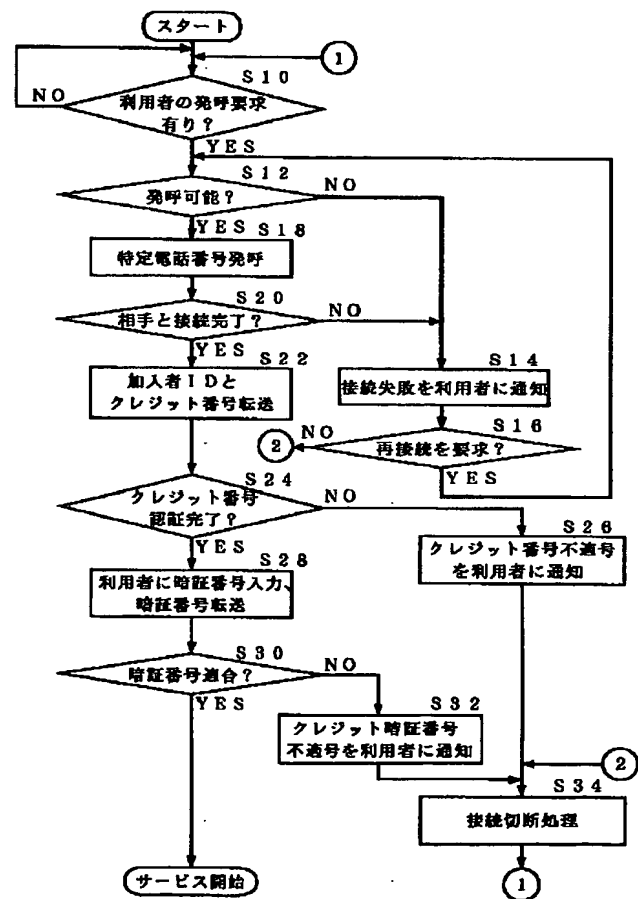 スタート
1
S10
NO
利用者の発呼要求
有り?
YES
S12
NO
発呼可能?
YES
S18
特定電話番号発呼
S20
NO
相手と接続完了?
YES
S22
加入者IDと
クレジット番号転送
S14
接続失敗を利用者に通知
S16
NO
2
再接続を要求?
YES
S24
NO
クレジット番号
認証完了?
YES
S26
クレジット番号不適号
を利用者に通知
S28
利用者に暗証番号入力、
暗証番号転送
S30
NO
暗証番号適合?
YES
S32
クレジット暗証番号
不適号を利用者に通知
2
S34
接続切断処理
サービス開始
1